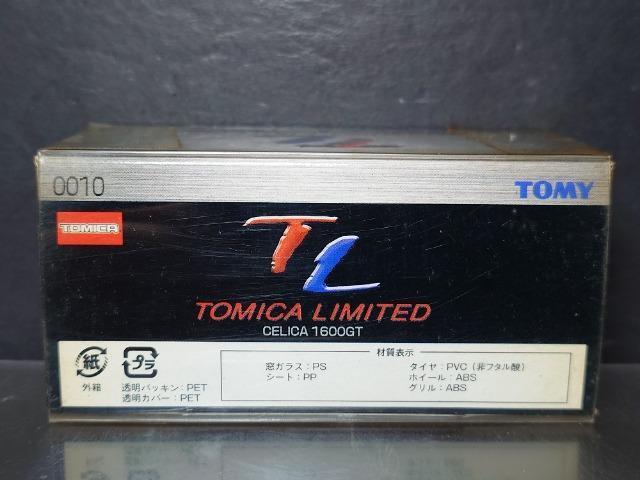 0010
TOMY
TOMICA
TL
TOMICA LIMITED
CELICA 1600GT
材質表示
紙
外箱
プラ
透明パッキン:PET
透明カバー:PET
窓ガラス:PS
シート:PP
タイヤ:PVC(非フタル酸)
ホイール:ABS
グリル:ABS